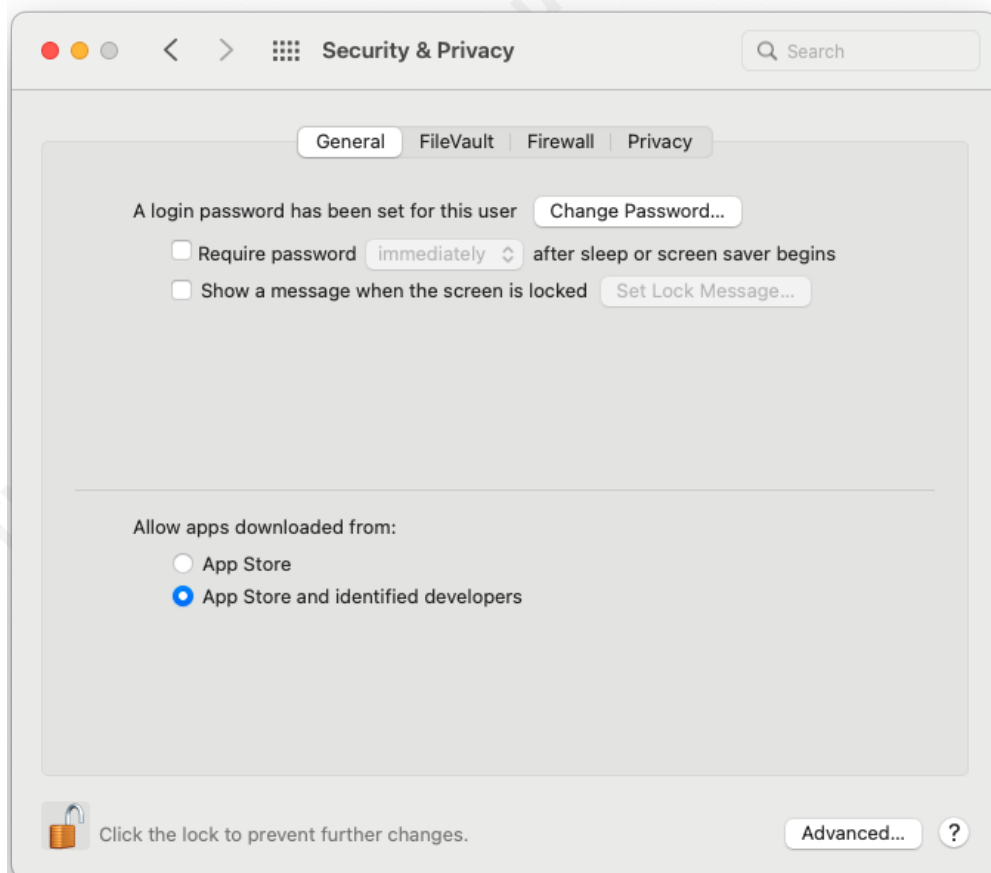 Security & Privacy
Search
General FileVault Firewall Privacy
A login password has been set for this user Change Password...
Require password immediately after sleep or screen saver begins
Show a message when the screen is locked Set Lock Message...
Allow apps downloaded from:
App Store
App Store and identified developers
Click the lock to prevent further changes.
Advanced... ?